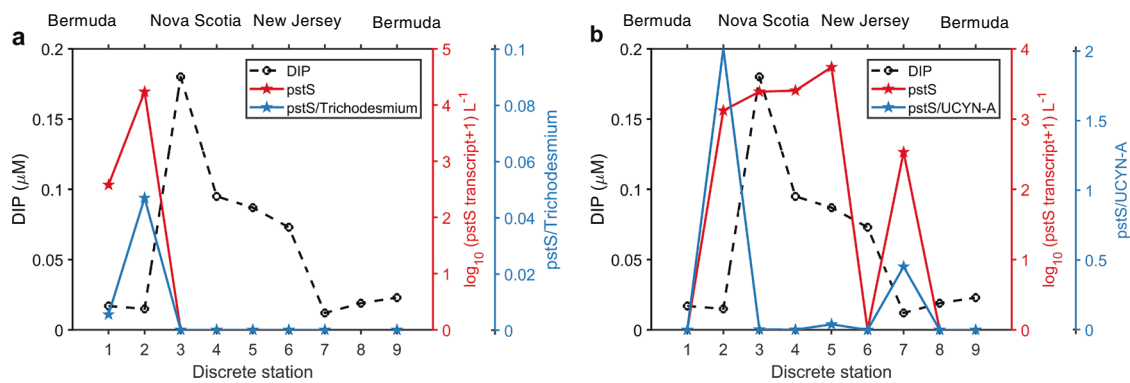 Bermuda Nova Scotia New Jersey Bermuda
a
0.2
0.15
0.1
0.05
0
DIP (μM)
DIP
pstS
pstS/Trichodesmium
5
4
3
2
1
0
log10 (pstS transcript+1) L-1
0.1
0.08
0.06
0.04
0.02
0
pstS/Trichodesmium
1 2 3 4 5 6 7 8 9
Discrete station
Bermuda Nova Scotia New Jersey Bermuda
b
0.2
0.15
0.1
0.05
0
DIP (μM)
DIP
pstS
pstS/UCYN-A
4
3
2
1
0
log10 (pstS transcript+1) L-1
2
1.5
1
0.5
0
pstS/UCYN-A
1 2 3 4 5 6 7 8 9
Discrete station